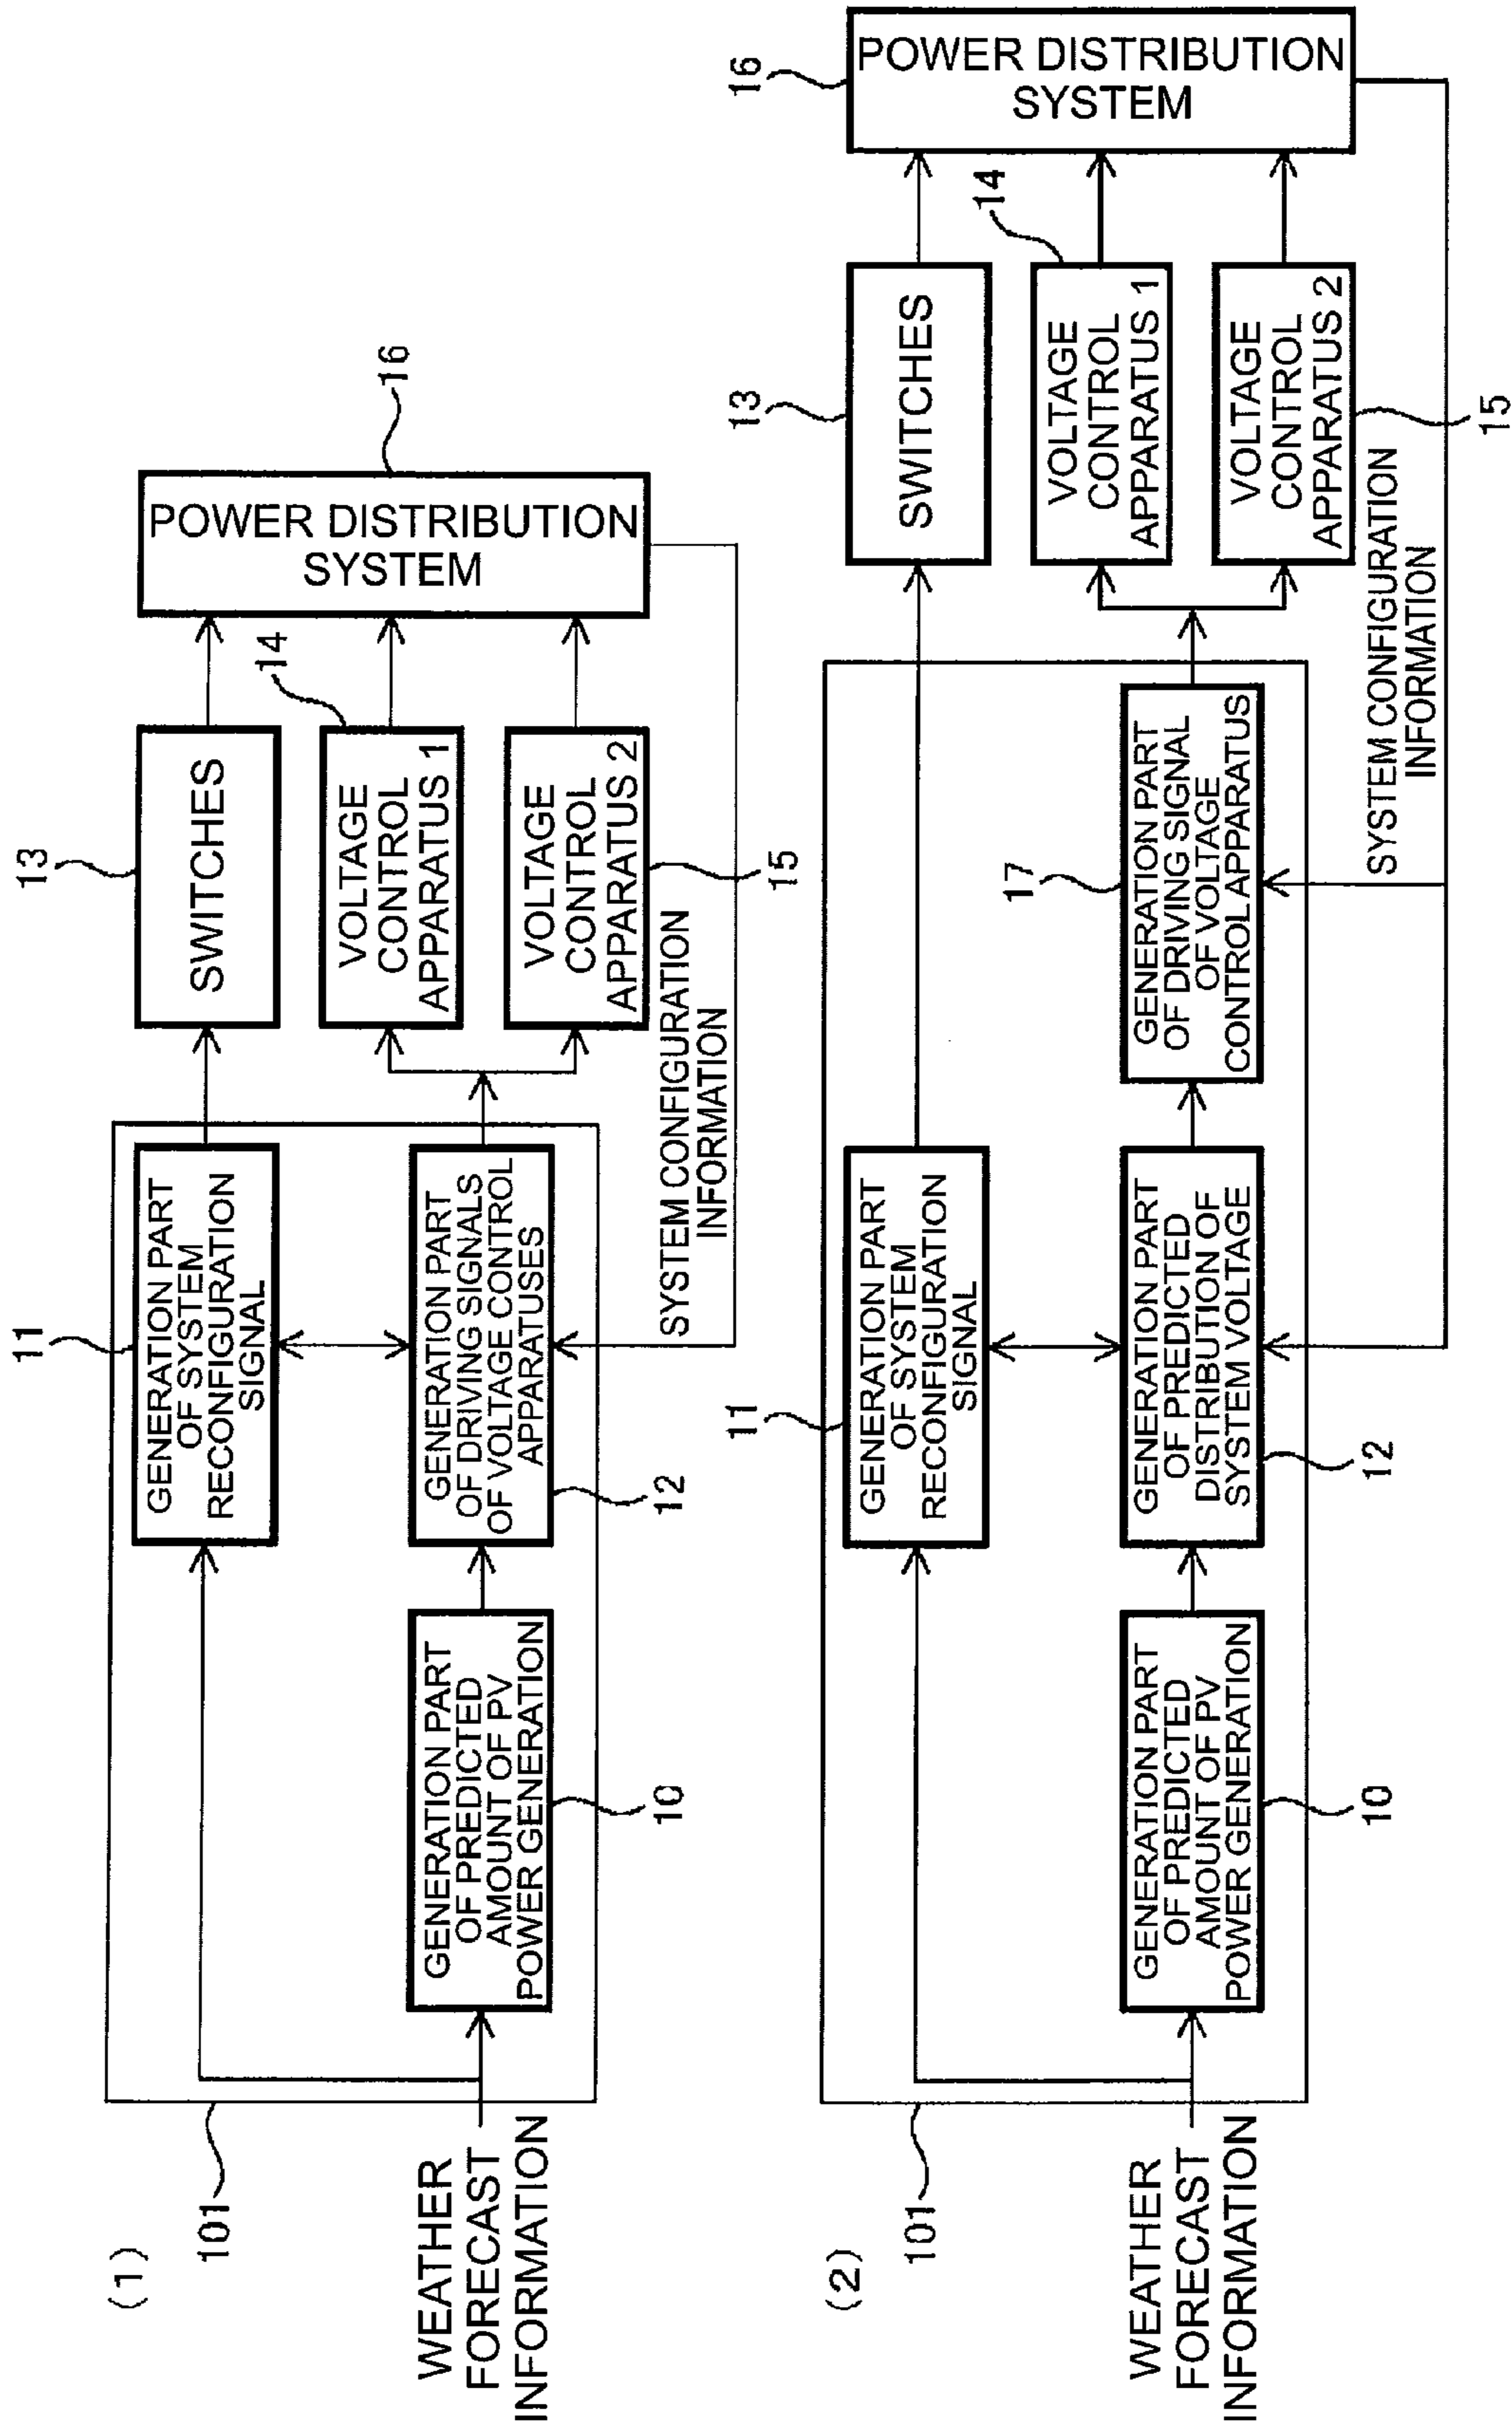 (1)
101
WEATHER
FORECAST
INFORMATION
GENERATION PART
OF PREDICTED
AMOUNT OF PV
POWER GENERATION
10
11
GENERATION PART
OF SYSTEM
RECONFIGURATION
SIGNAL
GENERATION PART
OF DRIVING SIGNALS
OF VOLTAGE CONTROL
APPARATUSES
12
13
SWITCHES
14
VOLTAGE
CONTROL
APPARATUS 1
VOLTAGE
CONTROL
APPARATUS 2
15
16
POWER DISTRIBUTION
SYSTEM
SYSTEM CONFIGURATION
INFORMATION
(2)
101
WEATHER
FORECAST
INFORMATION
GENERATION PART
OF PREDICTED
AMOUNT OF PV
POWER GENERATION
10
11
GENERATION PART
OF SYSTEM
RECONFIGURATION
SIGNAL
GENERATION PART
OF PREDICTED
DISTRIBUTION OF
SYSTEM VOLTAGE
12
17
GENERATION PART
OF DRIVING SIGNAL
OF VOLTAGE
CONTROL APPARATUS
13
SWITCHES
14
VOLTAGE
CONTROL
APPARATUS 1
VOLTAGE
CONTROL
APPARATUS 2
15
16
POWER DISTRIBUTION
SYSTEM
SYSTEM CONFIGURATION
INFORMATION